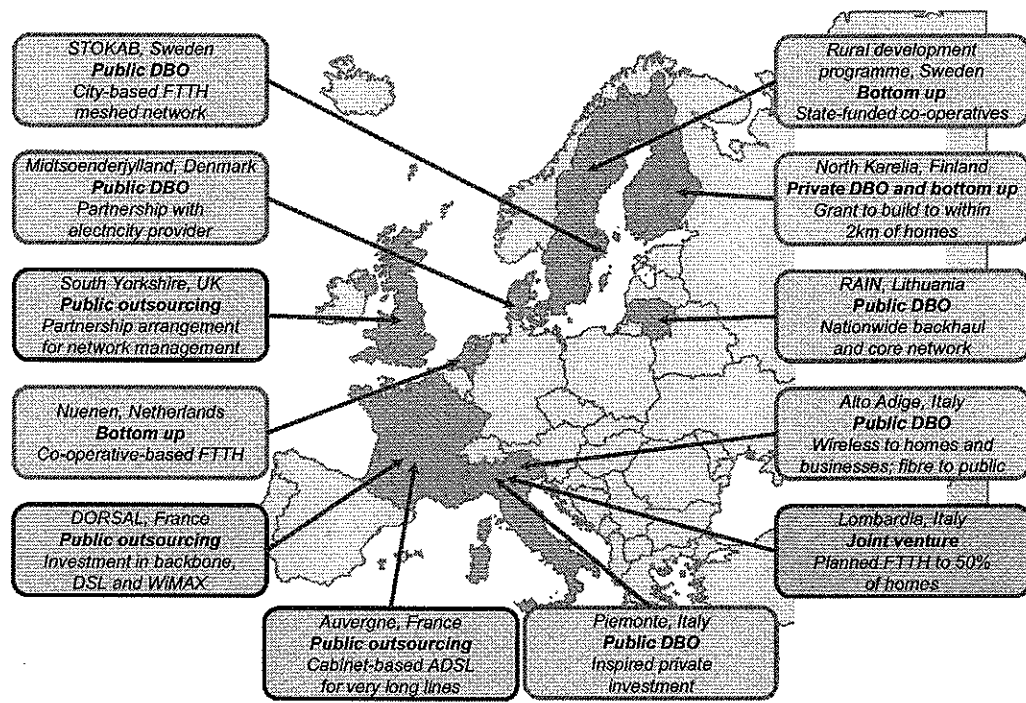 STOKAB, Sweden
Public DBO
City-based FTTH
meshed network
Midtsoenderjylland, Denmark
Public DBO
Partnership with
electricity provider
South Yorkshire, UK
Public outsourcing
Partnership arrangement
for network management
Nuenen, Netherlands
Bottom up
Co-operative-based FTTH
DORSAL, France
Public outsourcing
Investment in backbone,
DSL and WiMAX
Auvergne, France
Public outsourcing
Cabinet-based ADSL
for very long lines
Piemonte, Italy
Public DBO
Inspired private
investment
Rural development
programme, Sweden
Bottom up
State-funded co-operatives
North Karelia, Finland
Private DBO and bottom up
Grant to build to within
2km of homes
RAIN, Lithuania
Public DBO
Nationwide backhaul
and core network
Alto Adige, Italy
Public DBO
Wireless to homes and
businesses; fibre to public
Lombardia, Italy
Joint venture
Planned FTTH to 50%
of homes